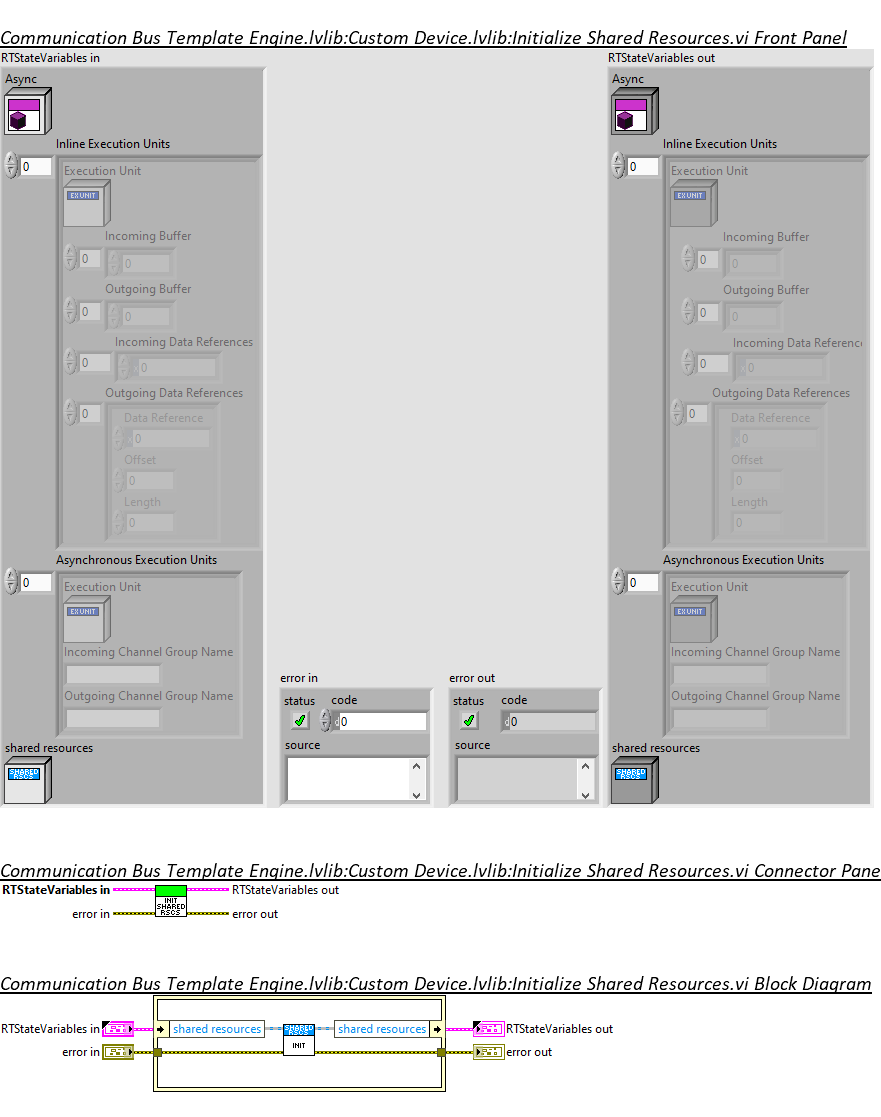 Communication Bus Template Engine.lvlib:Custom Device.lvlib:Initialize Shared Resources.vi Front Panel
RTStateVariables in
RTStateVariables out
Async
Async
Inline Execution Units
Inline Execution Units
0
Execution Unit
0
Execution Unit
EX UNIT
EX UNIT
Incoming Buffer
Incoming Buffer
0
0
0
0
Outgoing Buffer
Outgoing Buffer
0
0
0
0
Incoming Data References
Incoming Data Referenc
0
0
0
0
Outgoing Data References
Outgoing Data References
0
Data Reference
0
Data Reference
0
0
Offset
Offset
0
0
Length
Length
0
0
Asynchronous Execution Units
Asynchronous Execution Units
0
Execution Unit
0
Execution Unit
EX UNIT
EX UNIT
Incoming Channel Group Name
Incoming Channel Group Name
Outgoing Channel Group Name
Outgoing Channel Group Name
error in
error out
status code
status code
d0
d0
source
source
shared resources
shared resources
SHARED
RSCS
SHARED
RSCS
Communication Bus Template Engine.lvlib:Custom Device.lvlib:Initialize Shared Resources.vi Connector Pane
RTStateVariables in
RTStateVariables out
INIT
SHARED
RSCS
error in
error out
Communication Bus Template Engine.lvlib:Custom Device.lvlib:Initialize Shared Resources.vi Block Diagram
RTStateVariables in
shared resources
SHARED
RSCS
shared resources
RTStateVariables out
error in
INIT
error out